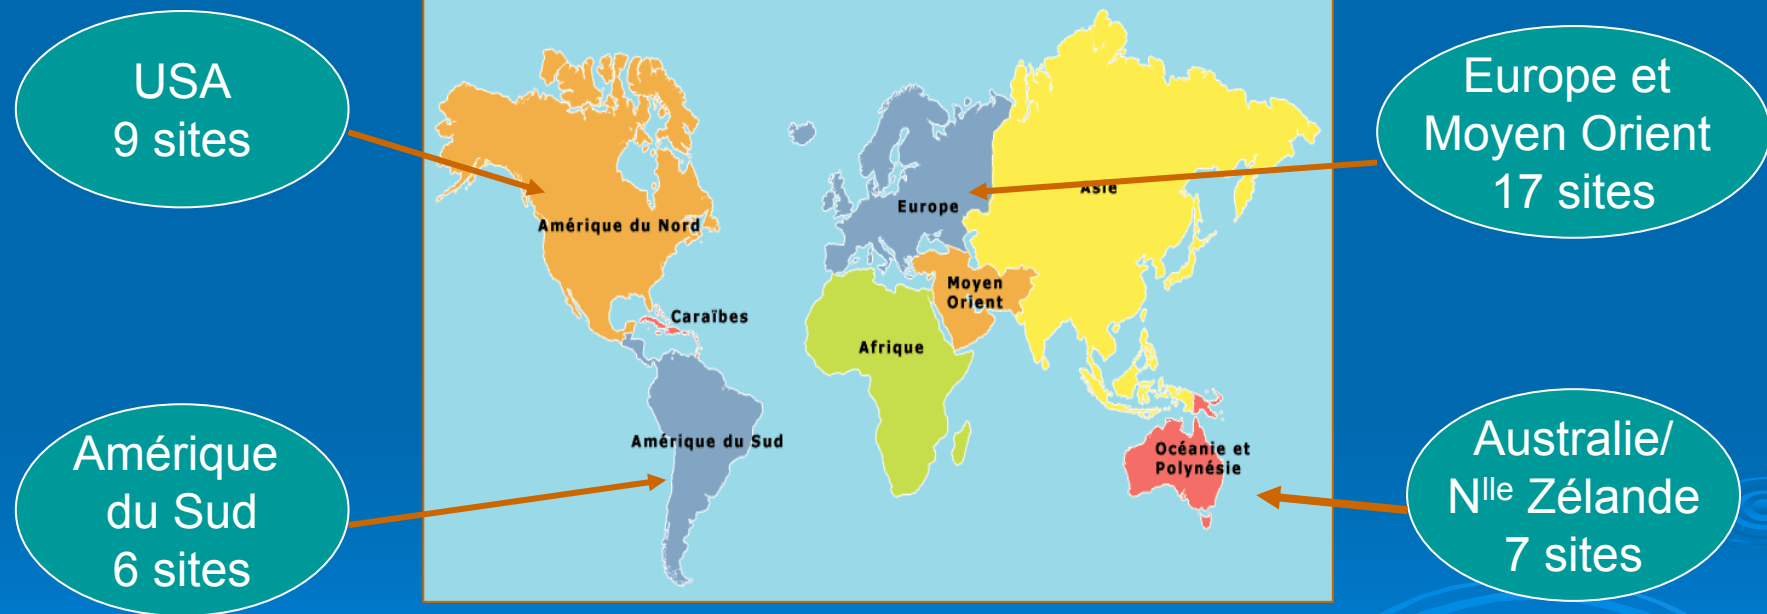 USA
9 sites
Europe et
Moyen Orient
17 sites
Asie
Europe
Amérique du Nord
Moyen
Orient
Caraïbes
Afrique
Amérique du Sud
Océanie et
Polynésie
Amérique
du Sud
6 sites
Australie/
Nlle Zélande
7 sites